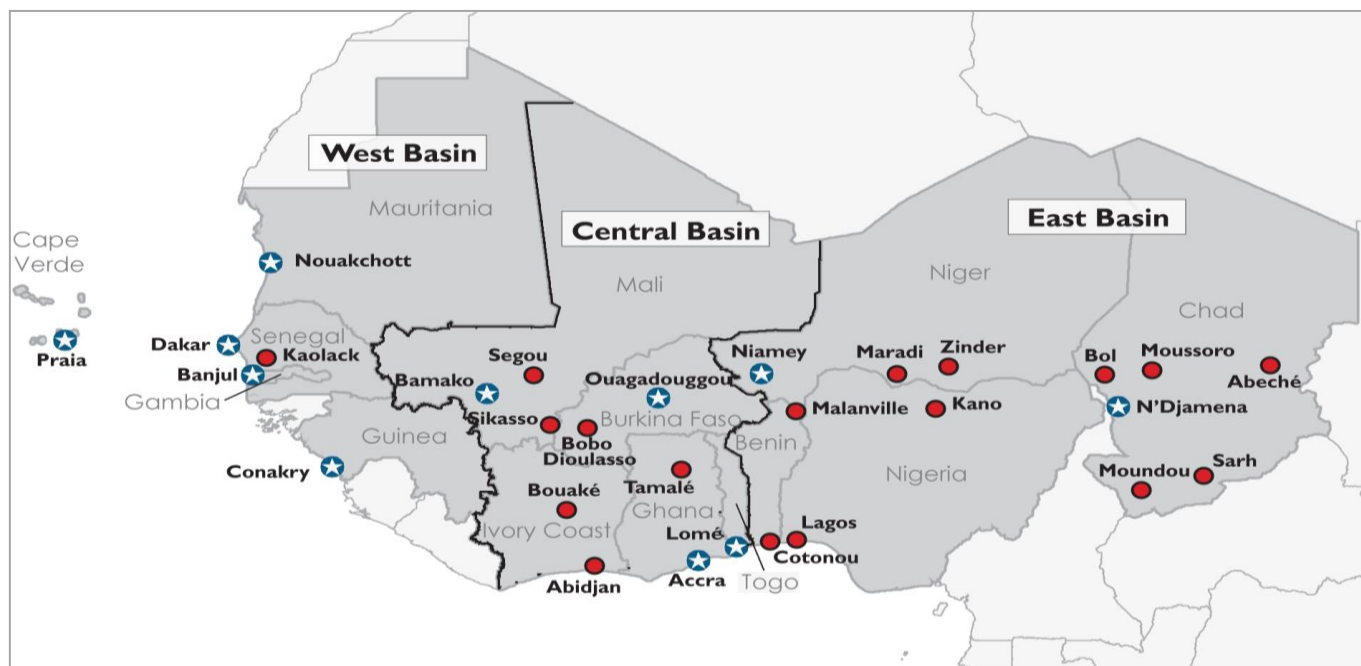 West Basin
Mauritania
Central Basin
East Basin
Cape
Verde
Nouakchott
Mali
Niger
Chad
Praia
Dakar
Senegal
Kaolack
Banjul
Gambia
Segou
Bamako
Ouagadouggou
Niamey
Maradi
Zinder
Bol
Moussoro
Abeché
Sikasso
Burkina Faso
Malanville
Kano
N'Djamena
Guinea
Bobo
Dioulasso
Benin
Conakry
Bouaké
Tamalé
Nigeria
Moundou
Sarh
Ivory Coast
Ghana
Lomé
Lagos
Cotonou
Abidjan
Accra
Togo